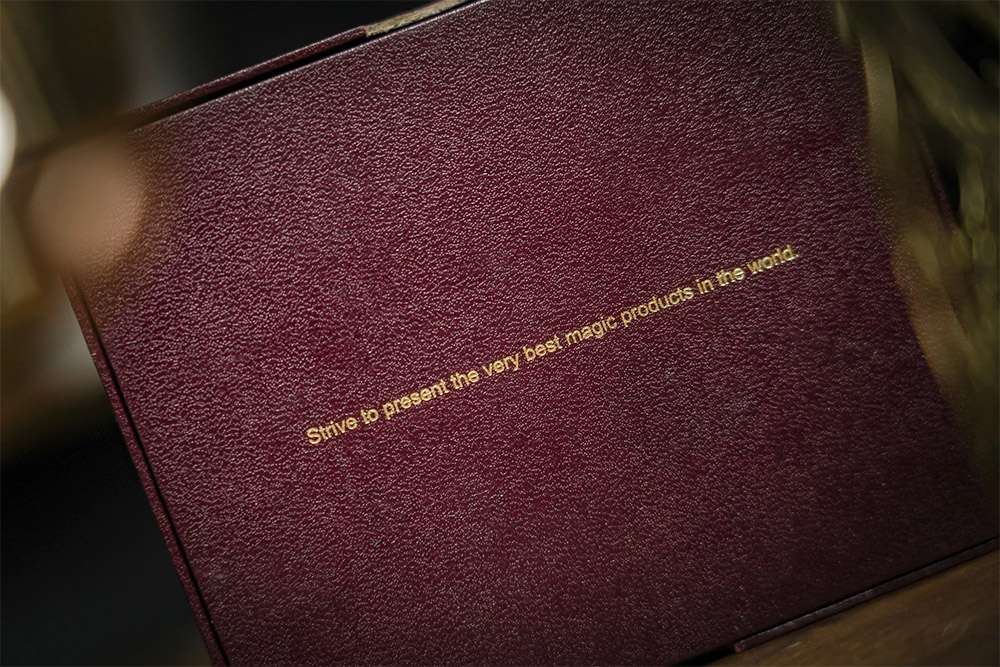 Strive to present the very best magic products in the world.